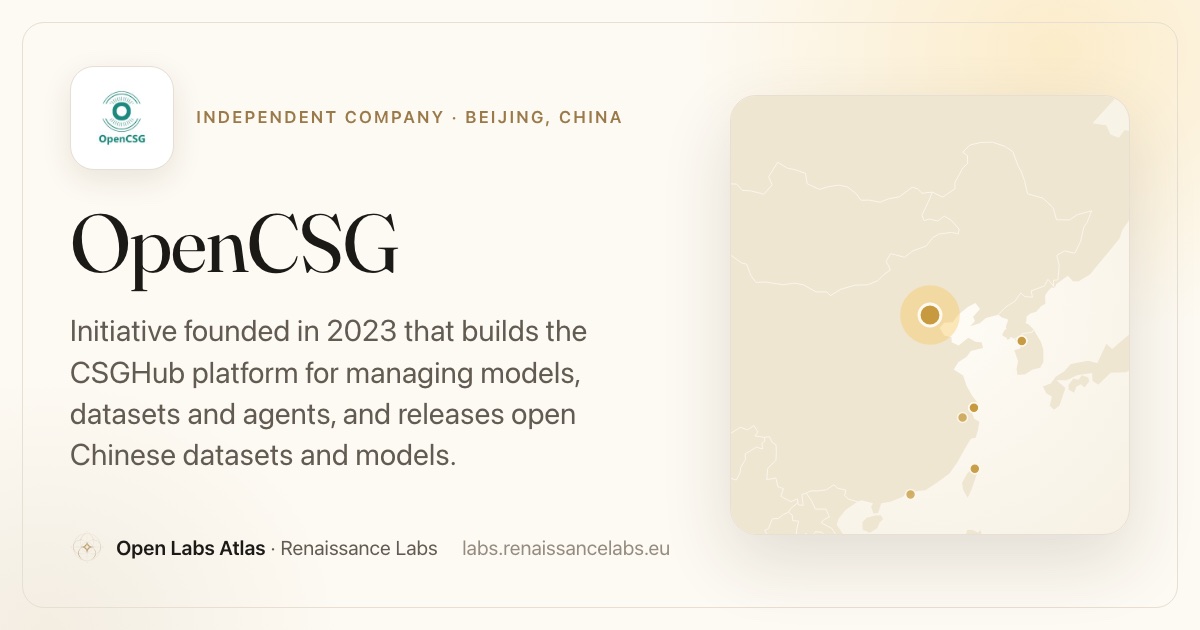 OpenCSG
INDEPENDENT COMPANY · BEIJING, CHINA
OpenCSG
Initiative founded in 2023 that builds the
CSGHub platform for managing models,
datasets and agents, and releases open
Chinese datasets and models.
Open Labs Atlas · Renaissance Labs labs.renaissancelabs.eu